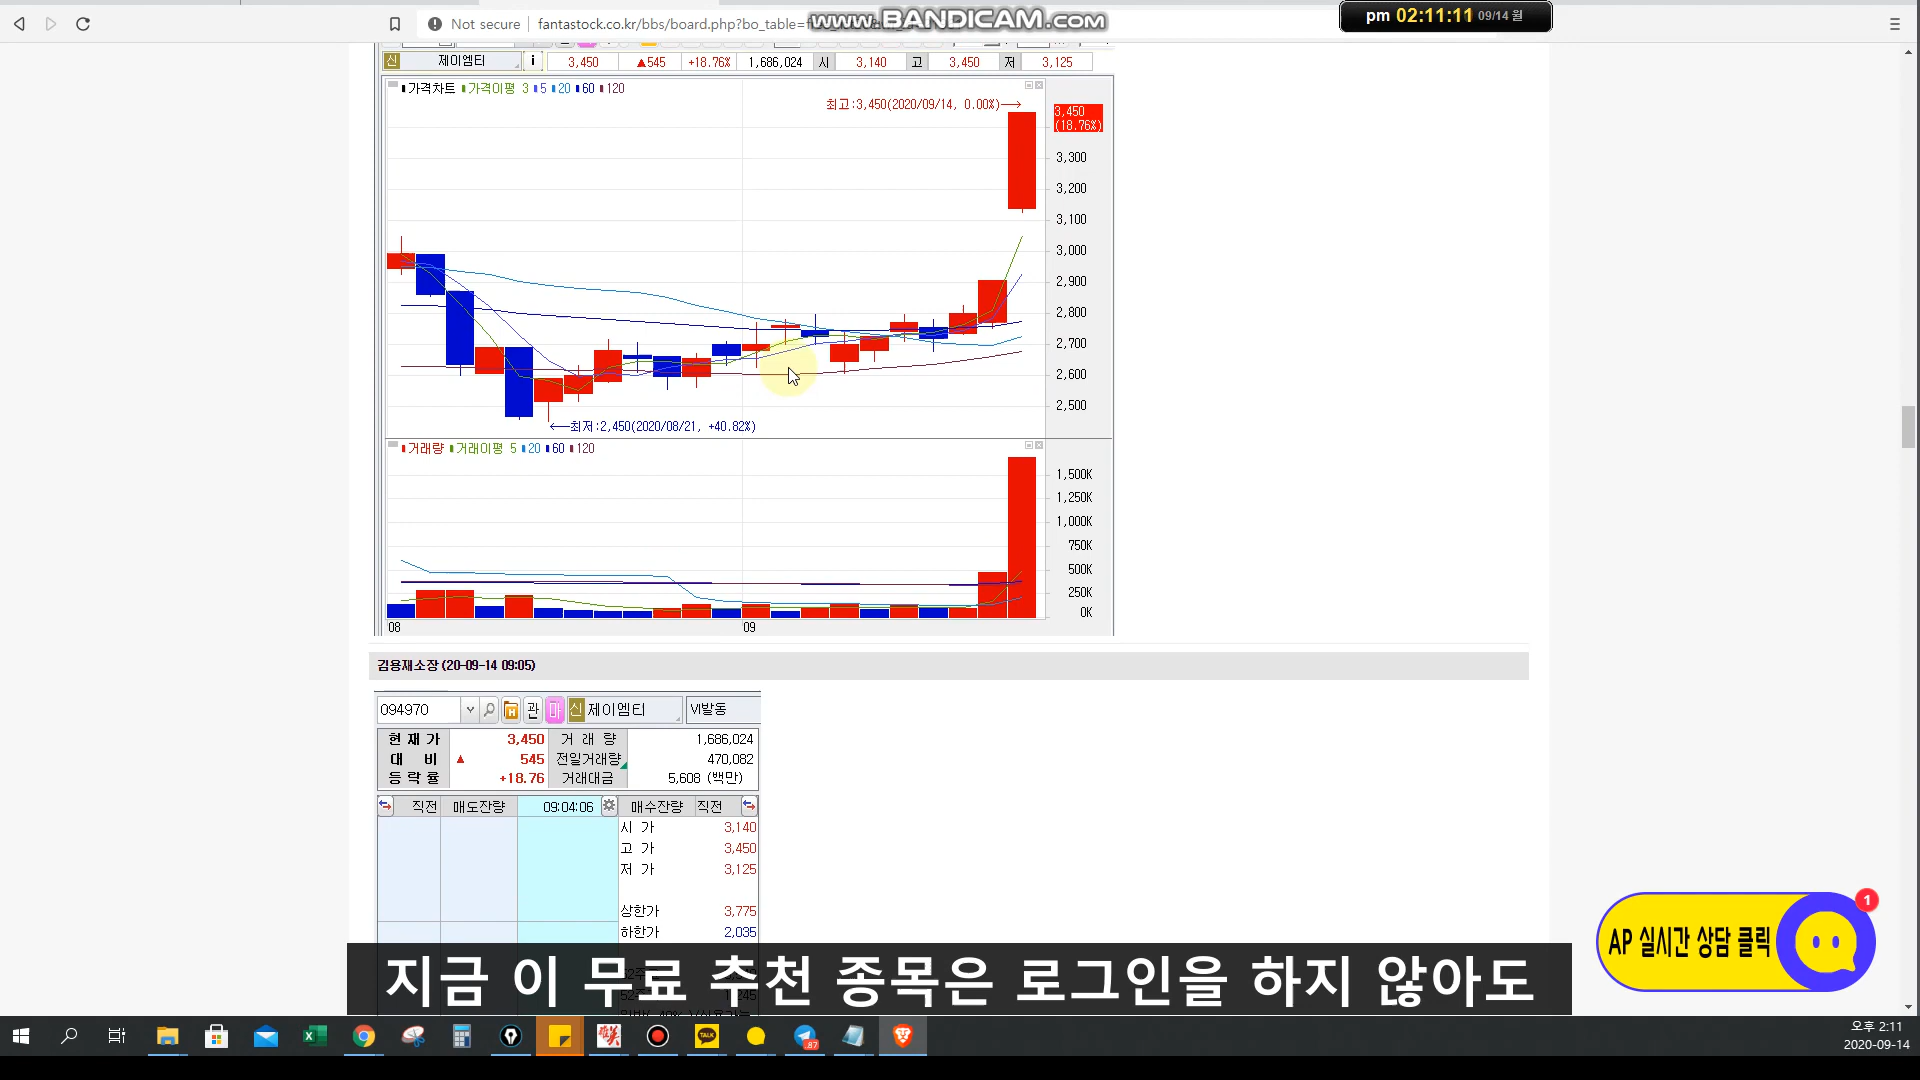 Not secure
fantastock.co.kr/bbs/board.php?bo_table=f
www.BANDICAM.com
pm 02:11:11 09/14 월
신 제이엠티 i 3,450 ▲545 +18.76% 1,686,024 시 3,140 고 3,450 저 3,125
가격차트 가격이평 3 5 20 60 120
최고:3,450(2020/09/14, 0.00%)→
3,450
(18.76%)
3,300
3,200
3,100
3,000
2,900
2,800
2,700
2,600
2,500
←최저:2,450(2020/08/21, +40.82%)
거래량 거래이평 5 20 60 120
1,500K
1,250K
1,000K
750K
500K
250K
0K
08 09
김용재소장 (20-09-14 09:05)
094970 관 마 신 제이엠티 VI발동
현재가 3,450 거래량 1,686,024
대비 ▲ 545 전일거래량 470,082
등락률 +18.76 거래대금 5,608 (백만)
직전 매도잔량 09:04:06 매수잔량 직전
시가 3,140
고가 3,450
저가 3,125
상한가 3,775
하한가 2,035
AP 실시간 상담 클릭
1
지금 이 무료 추천 종목은 로그인을 하지 않아도
TALK
87
오후 2:11
2020-09-14